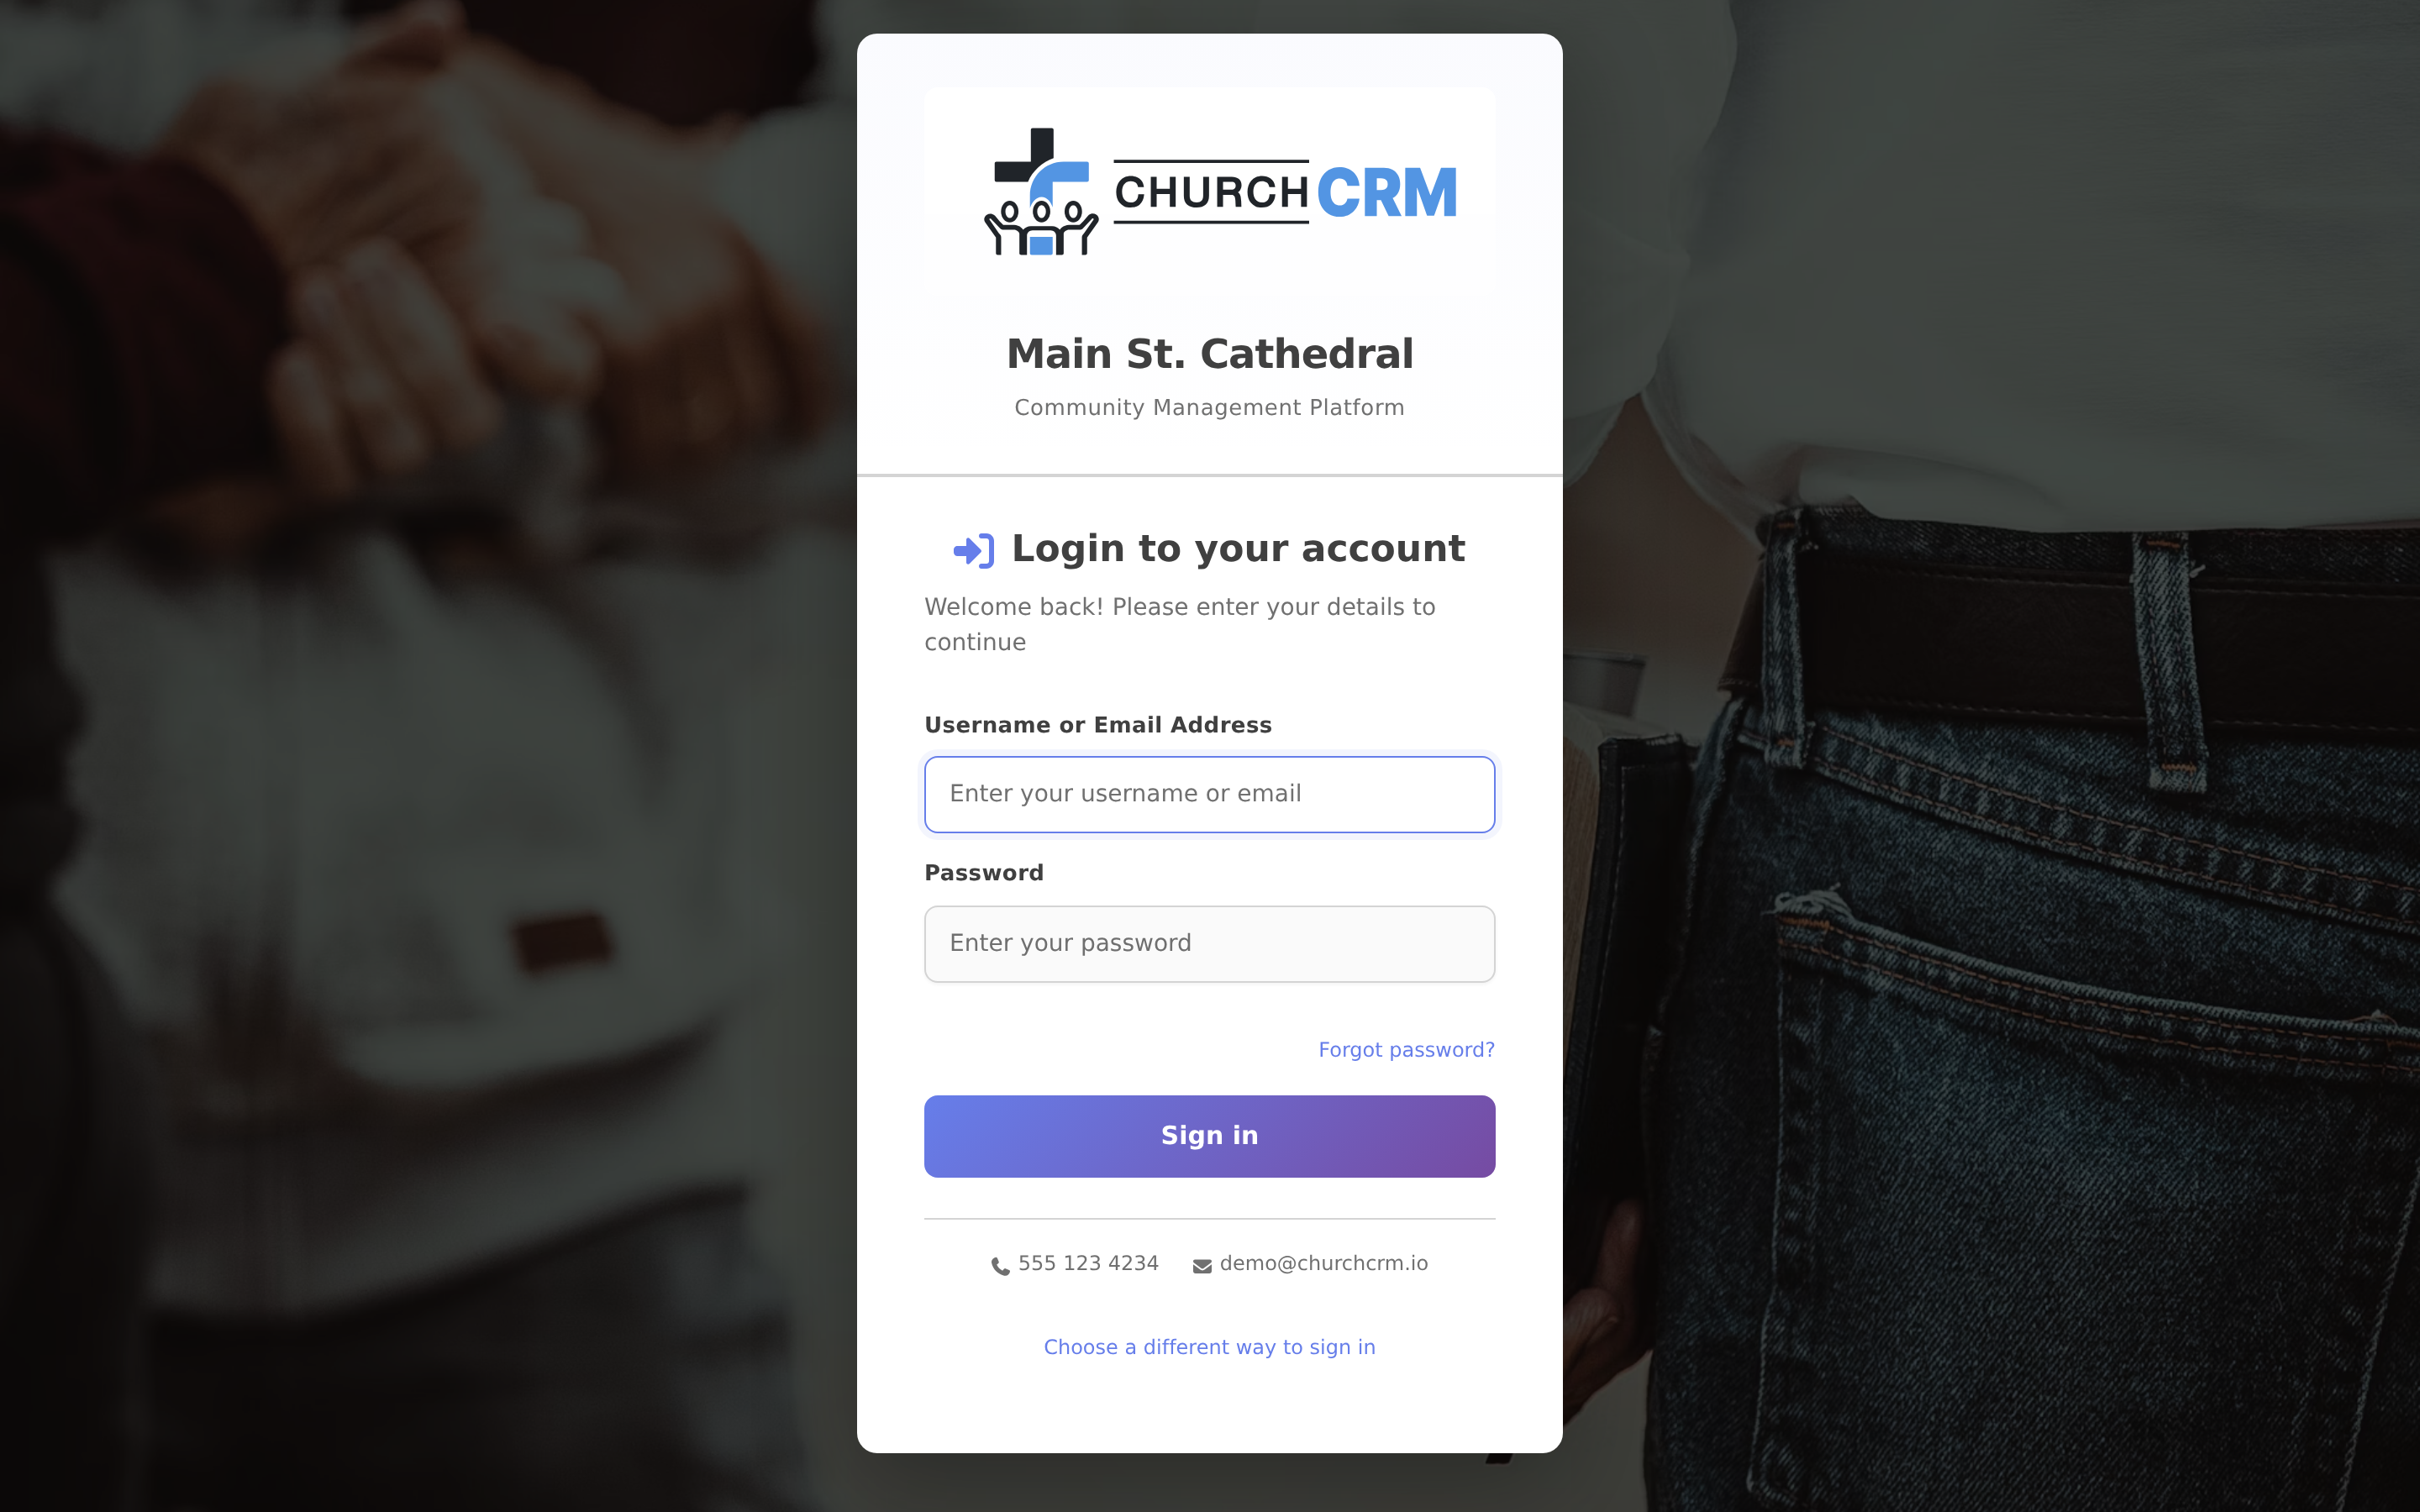 CHURCH CRM
Main St. Cathedral
Community Management Platform
Login to your account
Welcome back! Please enter your details to
continue
Username or Email Address
Enter your username or email
Password
Enter your password
Forgot password?
Sign in
555 123 4234 demo@churchcrm.io
Choose a different way to sign in